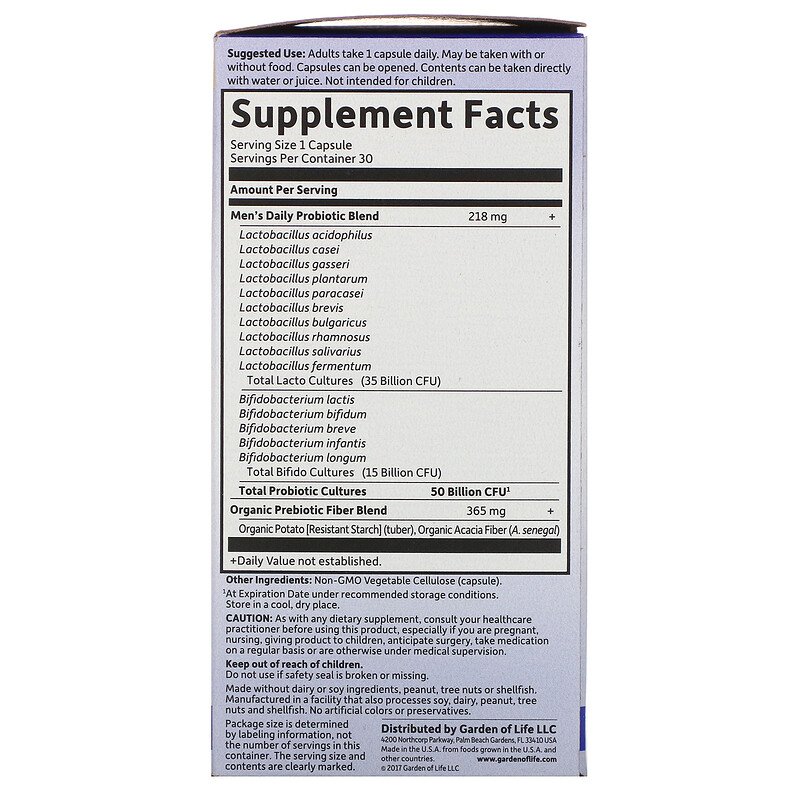 Suggested Use: Adults take 1 capsule daily. May be taken with or
without food. Capsules can be opened. Contents can be taken directly
with water or juice. Not intended for children.
Supplement Facts
Serving Size 1 Capsule
Servings Per Container 30
Amount Per Serving
Men's Daily Probiotic Blend 218 mg +
Lactobacillus acidophilus
Lactobacillus casei
Lactobacillus gasseri
Lactobacillus plantarum
Lactobacillus paracasei
Lactobacillus brevis
Lactobacillus bulgaricus
Lactobacillus rhamnosus
Lactobacillus salivarius
Lactobacillus fermentum
Total Lacto Cultures (35 Billion CFU)
Bifidobacterium lactis
Bifidobacterium bifidum
Bifidobacterium breve
Bifidobacterium infantis
Bifidobacterium longum
Total Bifido Cultures (15 Billion CFU)
Total Probiotic Cultures 50 Billion CFU¹
Organic Prebiotic Fiber Blend 365 mg +
Organic Potato [Resistant Starch] (tuber), Organic Acacia Fiber (A. senegal)
+Daily Value not established.
Other Ingredients: Non-GMO Vegetable Cellulose (capsule).
¹At Expiration Date under recommended storage conditions.
Store in a cool, dry place.
CAUTION: As with any dietary supplement, consult your healthcare
practitioner before using this product, especially if you are pregnant,
nursing, giving product to children, anticipate surgery, take medication
on a regular basis or are otherwise under medical supervision.
Keep out of reach of children.
Do not use if safety seal is broken or missing.
Made without dairy or soy ingredients, peanut, tree nuts or shellfish.
Manufactured in a facility that also processes soy, dairy, peanut, tree
nuts and shellfish. No artificial colors or preservatives.
Package size is determined
by labeling information, not
the number of servings in this
container. The serving size and
contents are clearly marked.
Distributed by Garden of Life LLC
4200 Northcorp Parkway, Palm Beach Gardens, FL 33410 USA
Made in the U.S.A. from foods grown in the U.S.A. and
other countries. www.gardenoflife.com
© 2017 Garden of Life LLC